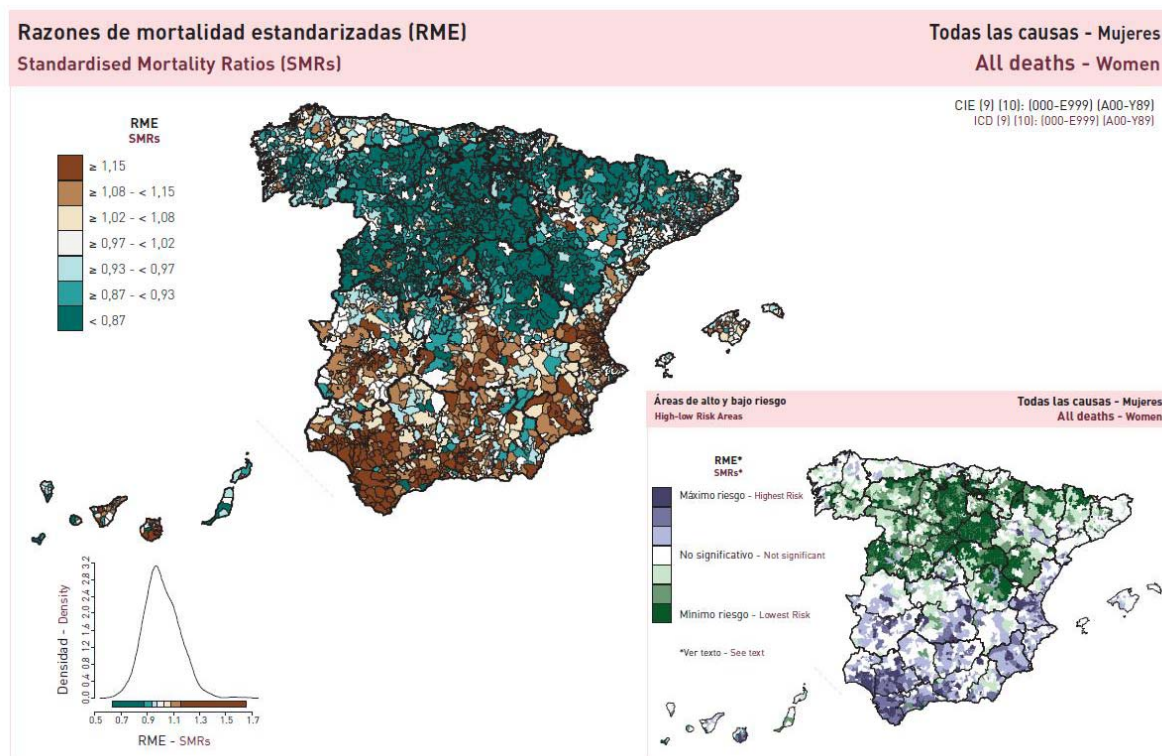 Razones de mortalidad estandarizadas (RME)
Standardised Mortality Ratios (SMRs)
Todas las causas - Mujeres
All deaths - Women
CIE (9) (10): (000-E999) (A00-Y89)
ICD (9) (10): (000-E999) (A00-Y89)
RME
SMRs
≥ 1,15
≥ 1,08 - < 1,15
≥ 1,02 - < 1,08
≥ 0,97 - < 1,02
≥ 0,93 - < 0,97
≥ 0,87 - < 0,93
< 0,87
Densidad - Density
0.0 0.4 0.8 1.2 1.6 2.0 2.4 2.8 3.2
0.5 0.7 0.9 1.1 1.3 1.5 1.7
RME - SMRs
Áreas de alto y bajo riesgo
High-low Risk Areas
Todas las causas - Mujeres
All deaths - Women
RME*
SMRs*
Máximo riesgo - Highest Risk
No significativo - Not significant
Mínimo riesgo - Lowest Risk
*Ver texto - See text